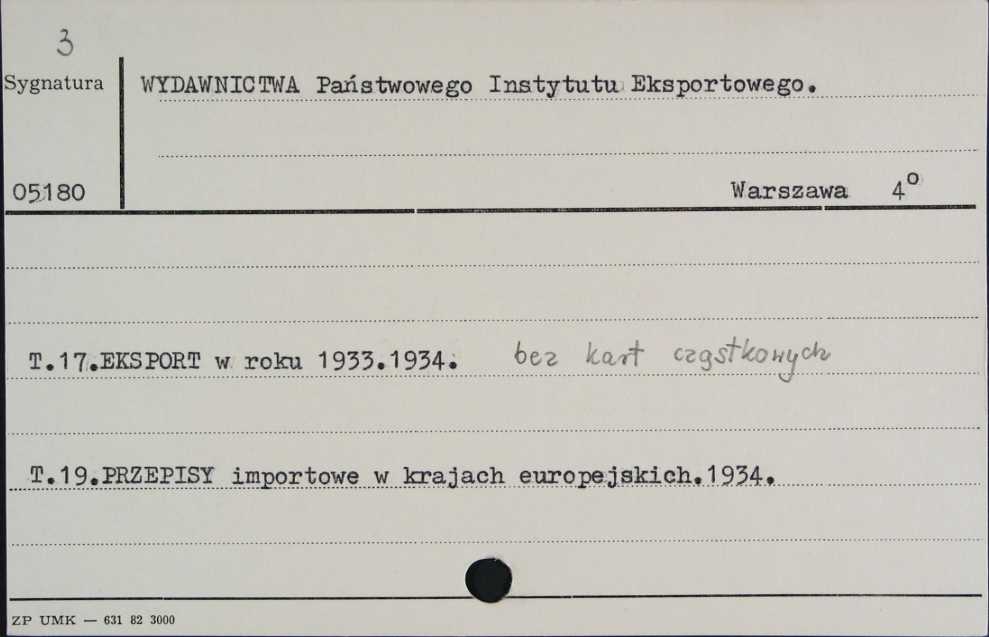 3
Sygnatura
WYDAWNICTWA Państwowego Instytutu Eksportowego.
05180
Warszawa 4°
T.17.EKSPORT w roku 1933.1934. bez kart cząstkowych
T.19.PRZEPISY importowe w krajach europejskich.1934.
ZP UMK — 631 82 3000